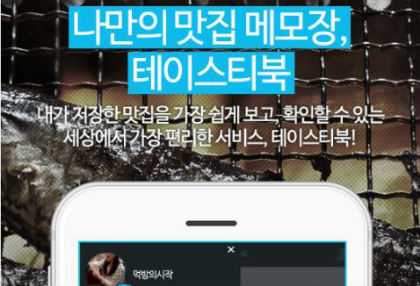 나만의 맛집 메모장,
테이스티북
내가 저장한 맛집을 가장 쉽게 보고, 확인할 수 있는
세상에서 가장 편리한 서비스, 테이스티북!
×
먹방의시작